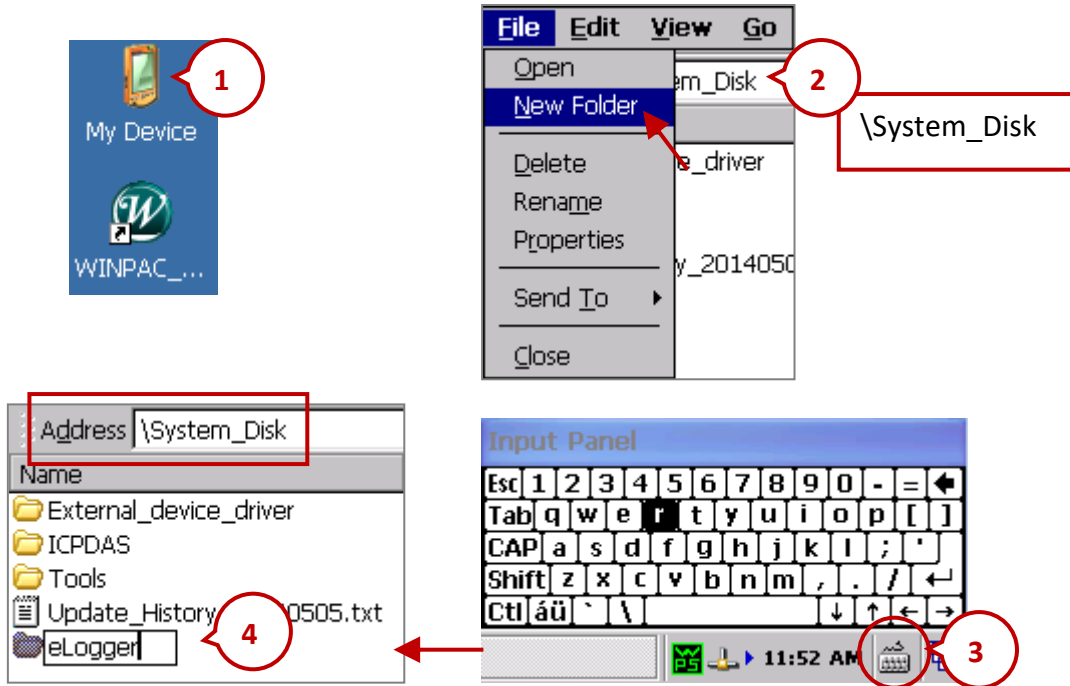 1
My Device
WINPAC_...
File Edit View Go
Open
New Folder
Delete
Rename
Properties
Send To
Close
em_Disk
2
\System_Disk
e_driver
y_2014050
Address \System_Disk
Name
External_device_driver
ICPDAS
Tools
Update_History 0505.txt
eLogger
4
Input Panel
Esc 1 2 3 4 5 6 7 8 9 0 - =
Tab q w e r t y u i o p [ ]
CAP a s d f g h j k l ; '
Shift z x c v b n m , . /
Ctl áü ` \
11:52 AM
3